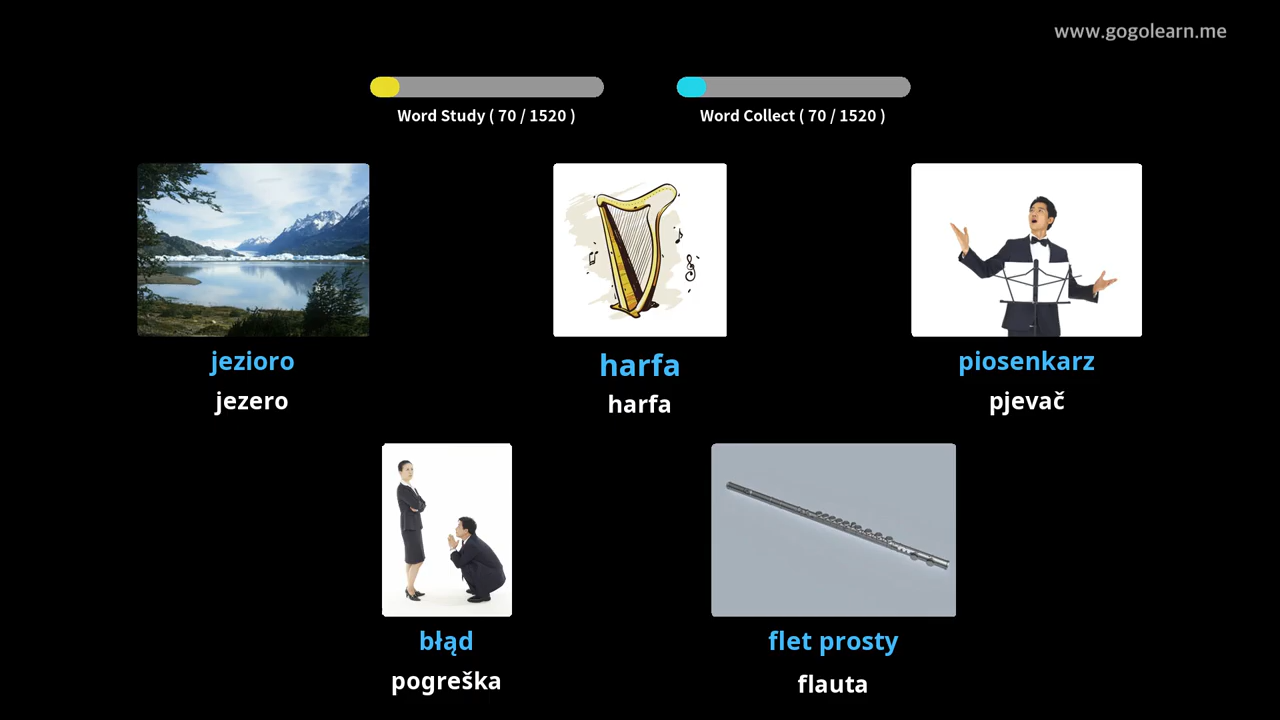 www.gogolearn.me
Word Study ( 70 / 1520 )
Word Collect ( 70 / 1520 )
jezioro
jezero
harfa
harfa
piosenkarz
pjevač
błąd
pogreška
flet prosty
flauta